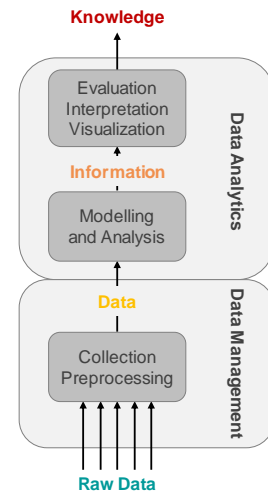 Knowledge
Evaluation
Interpretation
Visualization
Data Analytics
Information
Modelling
and Analysis
Data
Data Management
Collection
Preprocessing
Raw Data